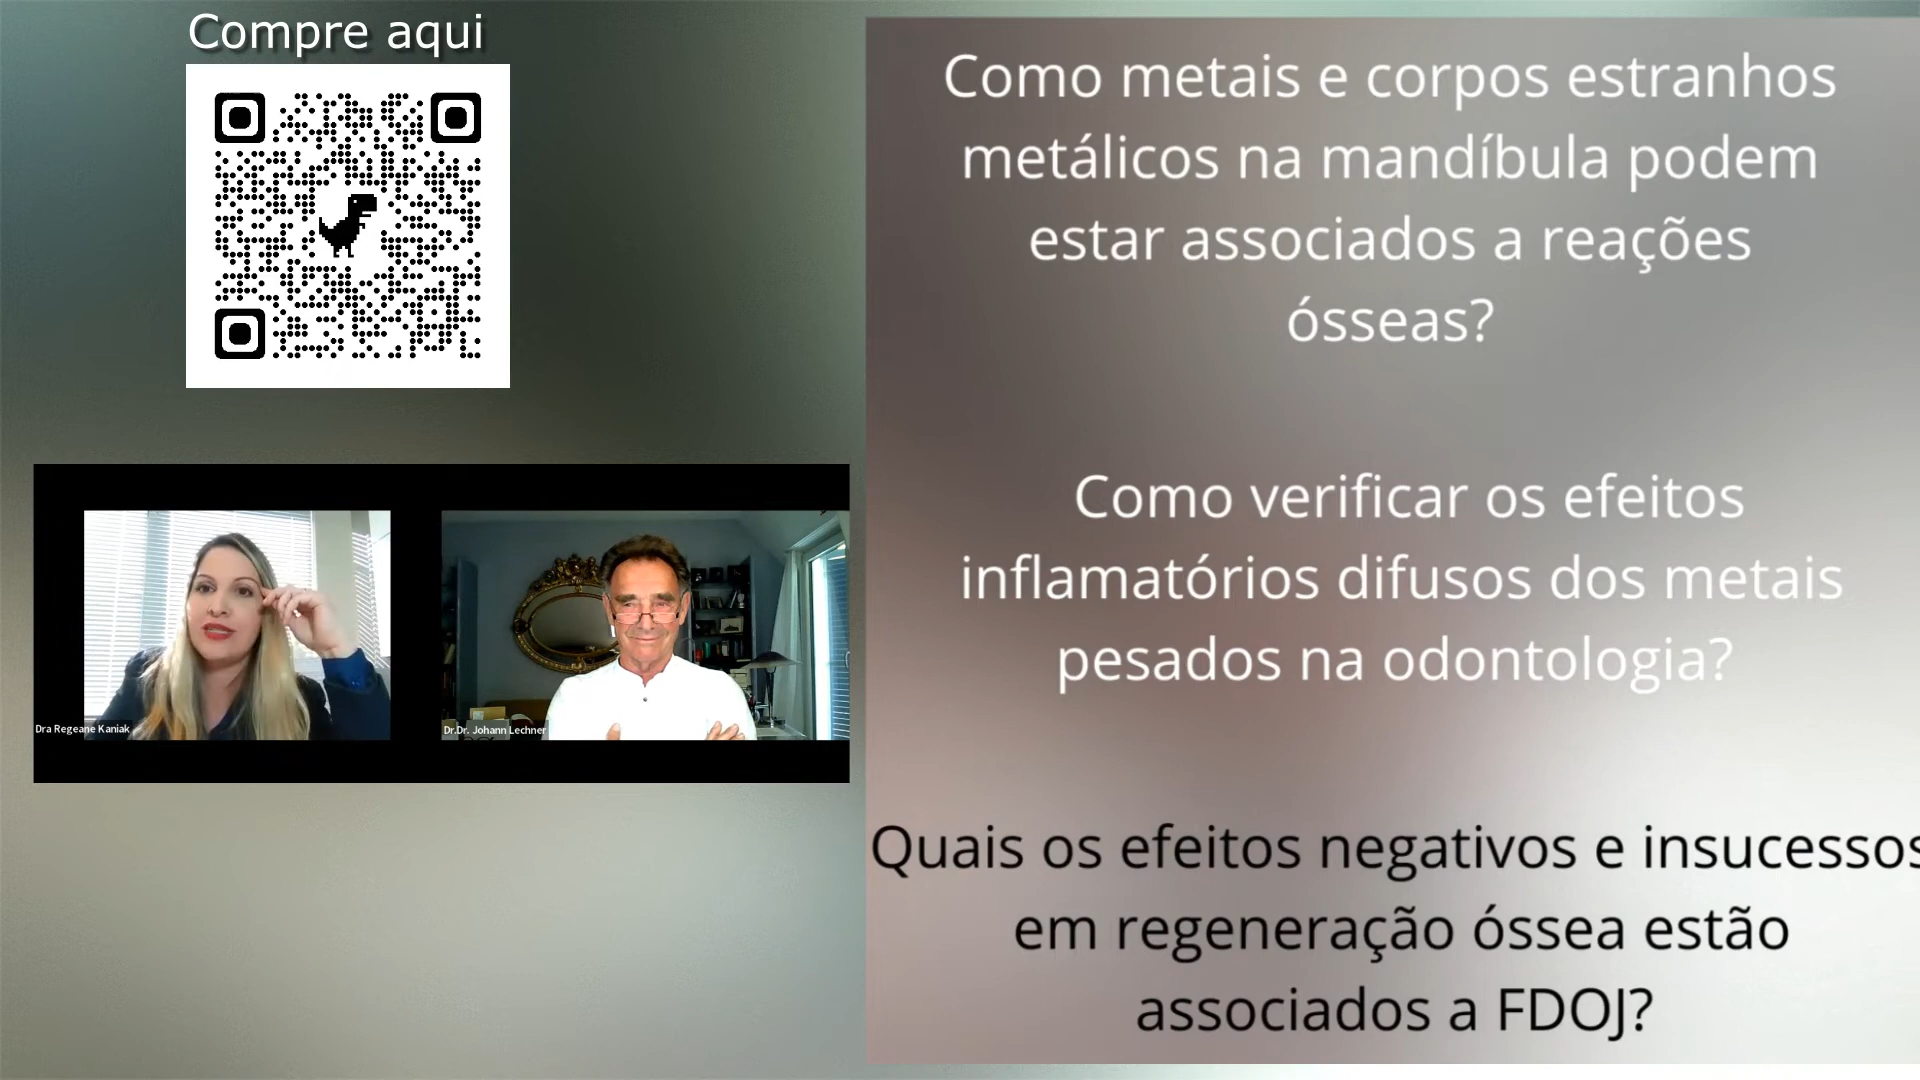 Compre aqui
Dra Regeane Kaniak
Dr.Dr. Johann Lechner
Como metais e corpos estranhos
metálicos na mandíbula podem
estar associados a reações
ósseas?
Como verificar os efeitos
inflamatórios difusos dos metais
pesados na odontologia?
Quais os efeitos negativos e insucessos
em regeneração óssea estão
associados a FDOJ?